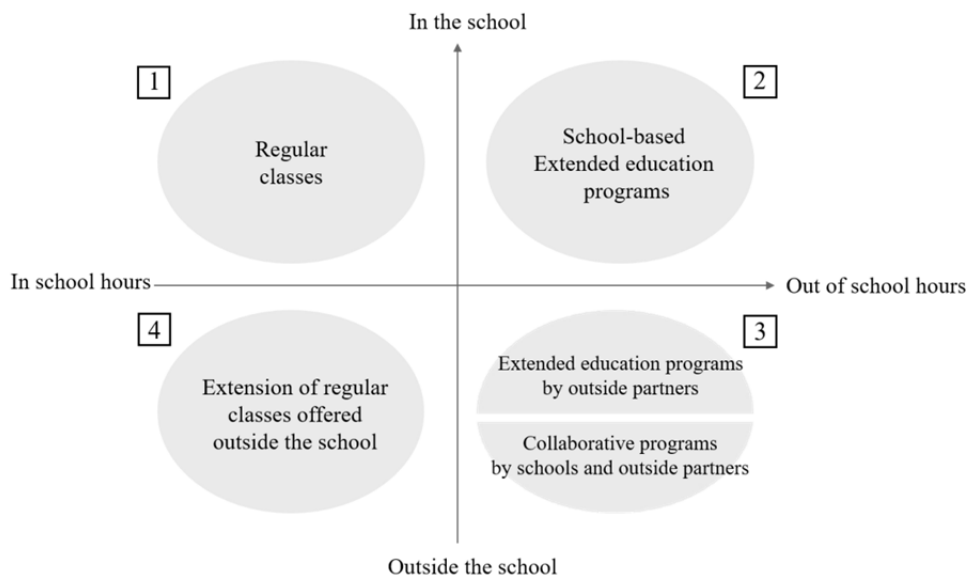 In the school
1
2
Regular
classes
School-based
Extended education
programs
In school hours
Out of school hours
4
3
Extension of regular
classes offered
outside the school
Extended education programs
by outside partners
Collaborative programs
by schools and outside partners
Outside the school